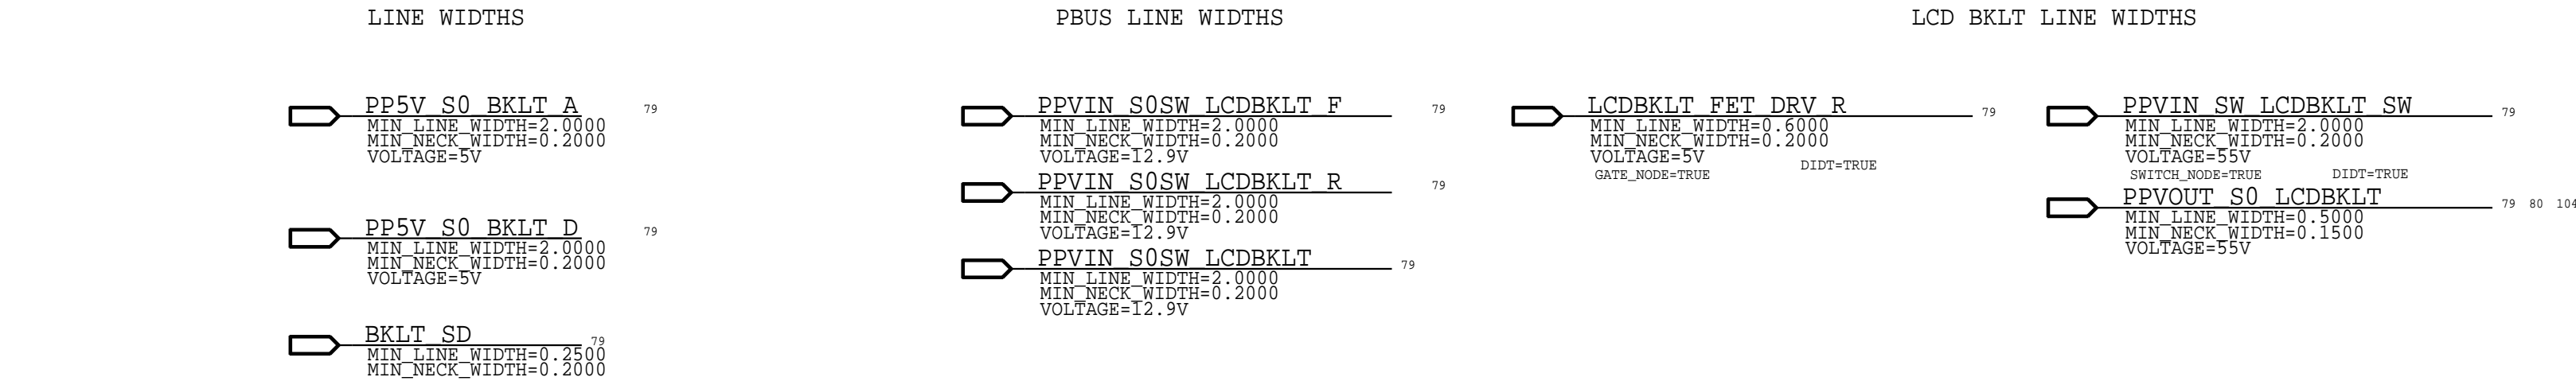 LINE WIDTHS
PP5V_S0_BKLT_A 79
MIN_LINE_WIDTH=2.0000
MIN_NECK_WIDTH=0.2000
VOLTAGE=5V
PP5V_S0_BKLT_D 79
MIN_LINE_WIDTH=2.0000
MIN_NECK_WIDTH=0.2000
VOLTAGE=5V
BKLT_SD 79
MIN_LINE_WIDTH=0.2500
MIN_NECK_WIDTH=0.2000
PBUS LINE WIDTHS
PPVIN_S0SW_LCDBKLT_F 79
MIN_LINE_WIDTH=2.0000
MIN_NECK_WIDTH=0.2000
VOLTAGE=12.9V
PPVIN_S0SW_LCDBKLT_R 79
MIN_LINE_WIDTH=2.0000
MIN_NECK_WIDTH=0.2000
VOLTAGE=12.9V
PPVIN_S0SW_LCDBKLT 79
MIN_LINE_WIDTH=2.0000
MIN_NECK_WIDTH=0.2000
VOLTAGE=12.9V
LCD BKLT LINE WIDTHS
LCDBKLT_FET_DRV_R 79
MIN_LINE_WIDTH=0.6000
MIN_NECK_WIDTH=0.2000
VOLTAGE=5V
GATE_NODE=TRUE DIDT=TRUE
PPVIN_SW_LCDBKLT_SW 79
MIN_LINE_WIDTH=2.0000
MIN_NECK_WIDTH=0.2000
VOLTAGE=55V
SWITCH_NODE=TRUE DIDT=TRUE
PPVOUT_S0_LCDBKLT 79 80 104
MIN_LINE_WIDTH=0.5000
MIN_NECK_WIDTH=0.1500
VOLTAGE=55V